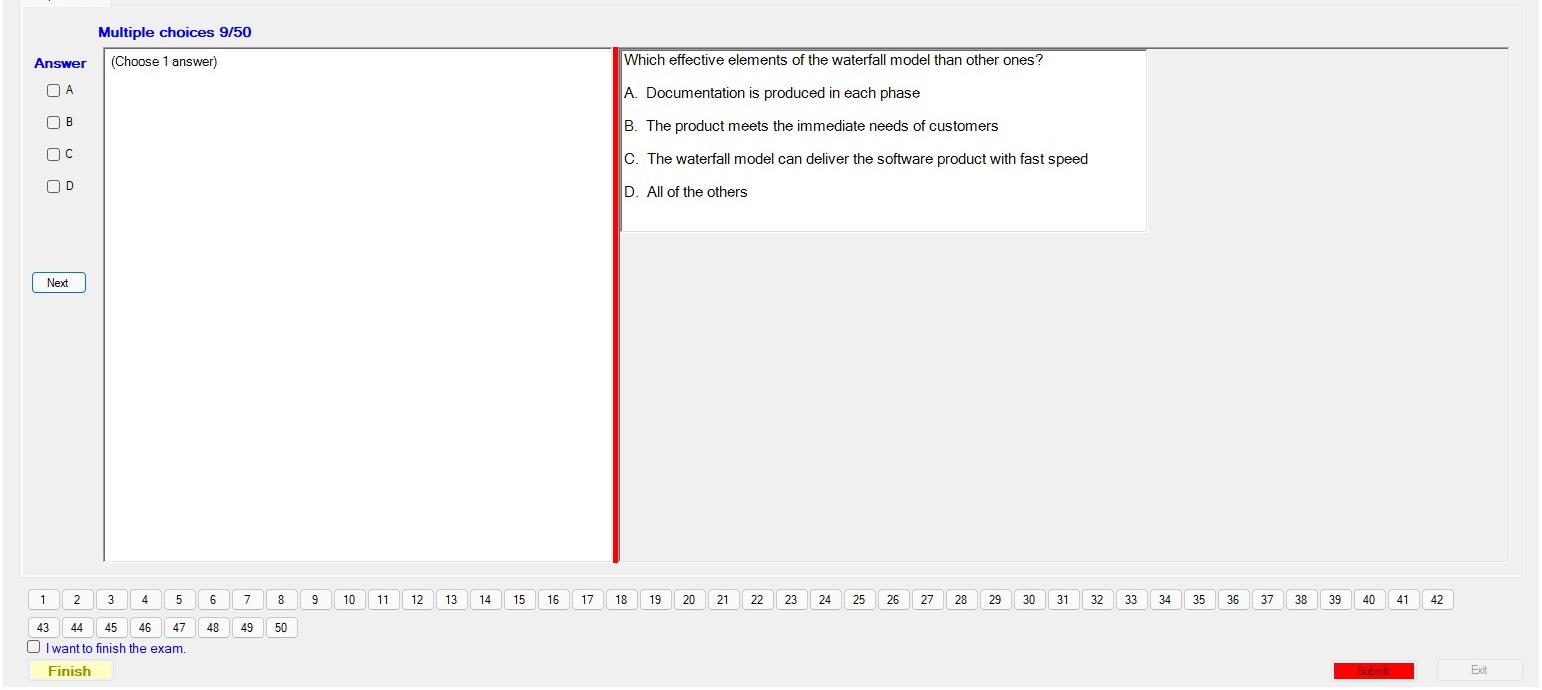 Multiple choices 9/50
Answer
(Choose 1 answer)
A
B
C
D
Next
Which effective elements of the waterfall model than other ones?
A. Documentation is produced in each phase
B. The product meets the immediate needs of customers
C. The waterfall model can deliver the software product with fast speed
D. All of the others
1 2 3 4 5 6 7 8 9 10 11 12 13 14 15 16 17 18 19 20 21 22 23 24 25 26 27 28 29 30 31 32 33 34 35 36 37 38 39 40 41 42
43 44 45 46 47 48 49 50
I want to finish the exam.
Finish
Submit
Exit